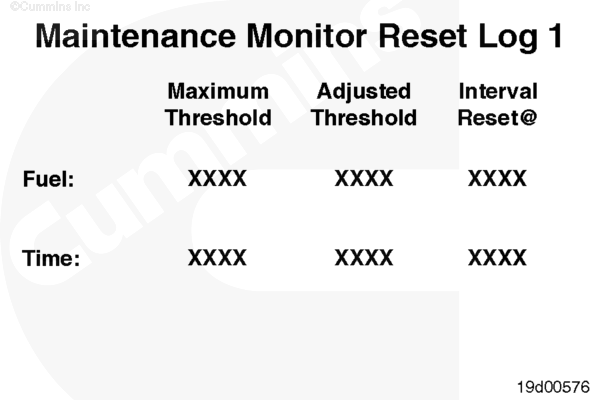 ©Cummins Inc
Maintenance Monitor Reset Log 1
Maximum Threshold Adjusted Threshold Interval Reset@
Fuel: XXXX XXXX XXXX
Time: XXXX XXXX XXXX
Cummins
19d00576